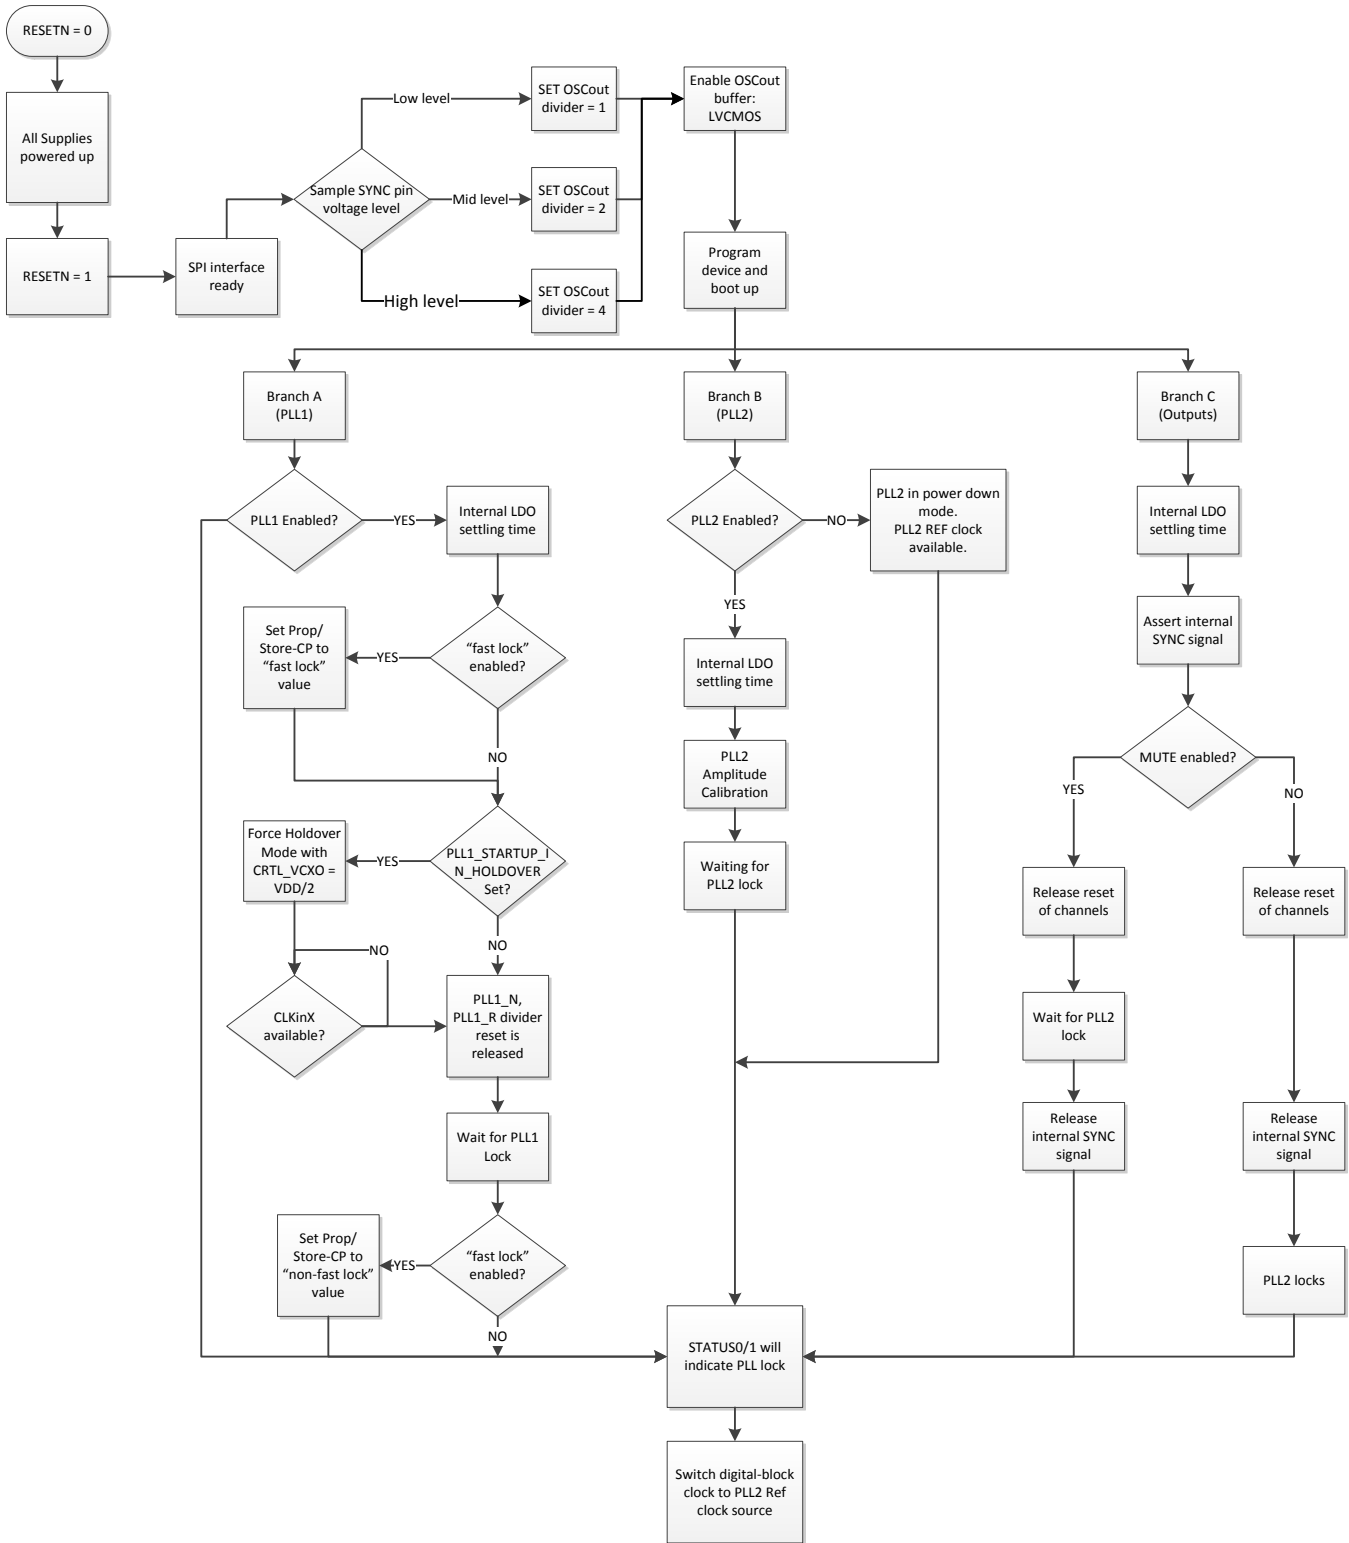 RESETN = 0
All Supplies
powered up
RESETN = 1
SPI interface
ready
Sample SYNC pin
voltage level
Low level
Mid level
High level
SET OSCout
divider = 1
SET OSCout
divider = 2
SET OSCout
divider = 4
Enable OSCout
buffer:
LVCMOS
Program
device and
boot up
Branch A
(PLL1)
PLL1 Enabled?
YES
Internal LDO
settling time
"fast lock"
enabled?
YES
Set Prop/
Store-CP to
"fast lock"
value
NO
PLL1_STARTUP_I
N_HOLDOVER
Set?
YES
Force Holdover
Mode with
CRTL_VCXO =
VDD/2
NO
NO
CLKinX
available?
PLL1_N,
PLL1_R divider
reset is
released
Wait for PLL1
Lock
"fast lock"
enabled?
YES
Set Prop/
Store-CP to
"non-fast lock"
value
NO
Branch B
(PLL2)
PLL2 Enabled?
NO
PLL2 in power down
mode.
PLL2 REF clock
available.
YES
Internal LDO
settling time
PLL2
Amplitude
Calibration
Waiting for
PLL2 lock
Branch C
(Outputs)
Internal LDO
settling time
Assert internal
SYNC signal
MUTE enabled?
YES
NO
Release reset
of channels
Wait for PLL2
lock
Release
internal SYNC
signal
Release reset
of channels
Release
internal SYNC
signal
PLL2 locks
STATUS0/1 will
indicate PLL lock
Switch digital-block
clock to PLL2 Ref
clock source